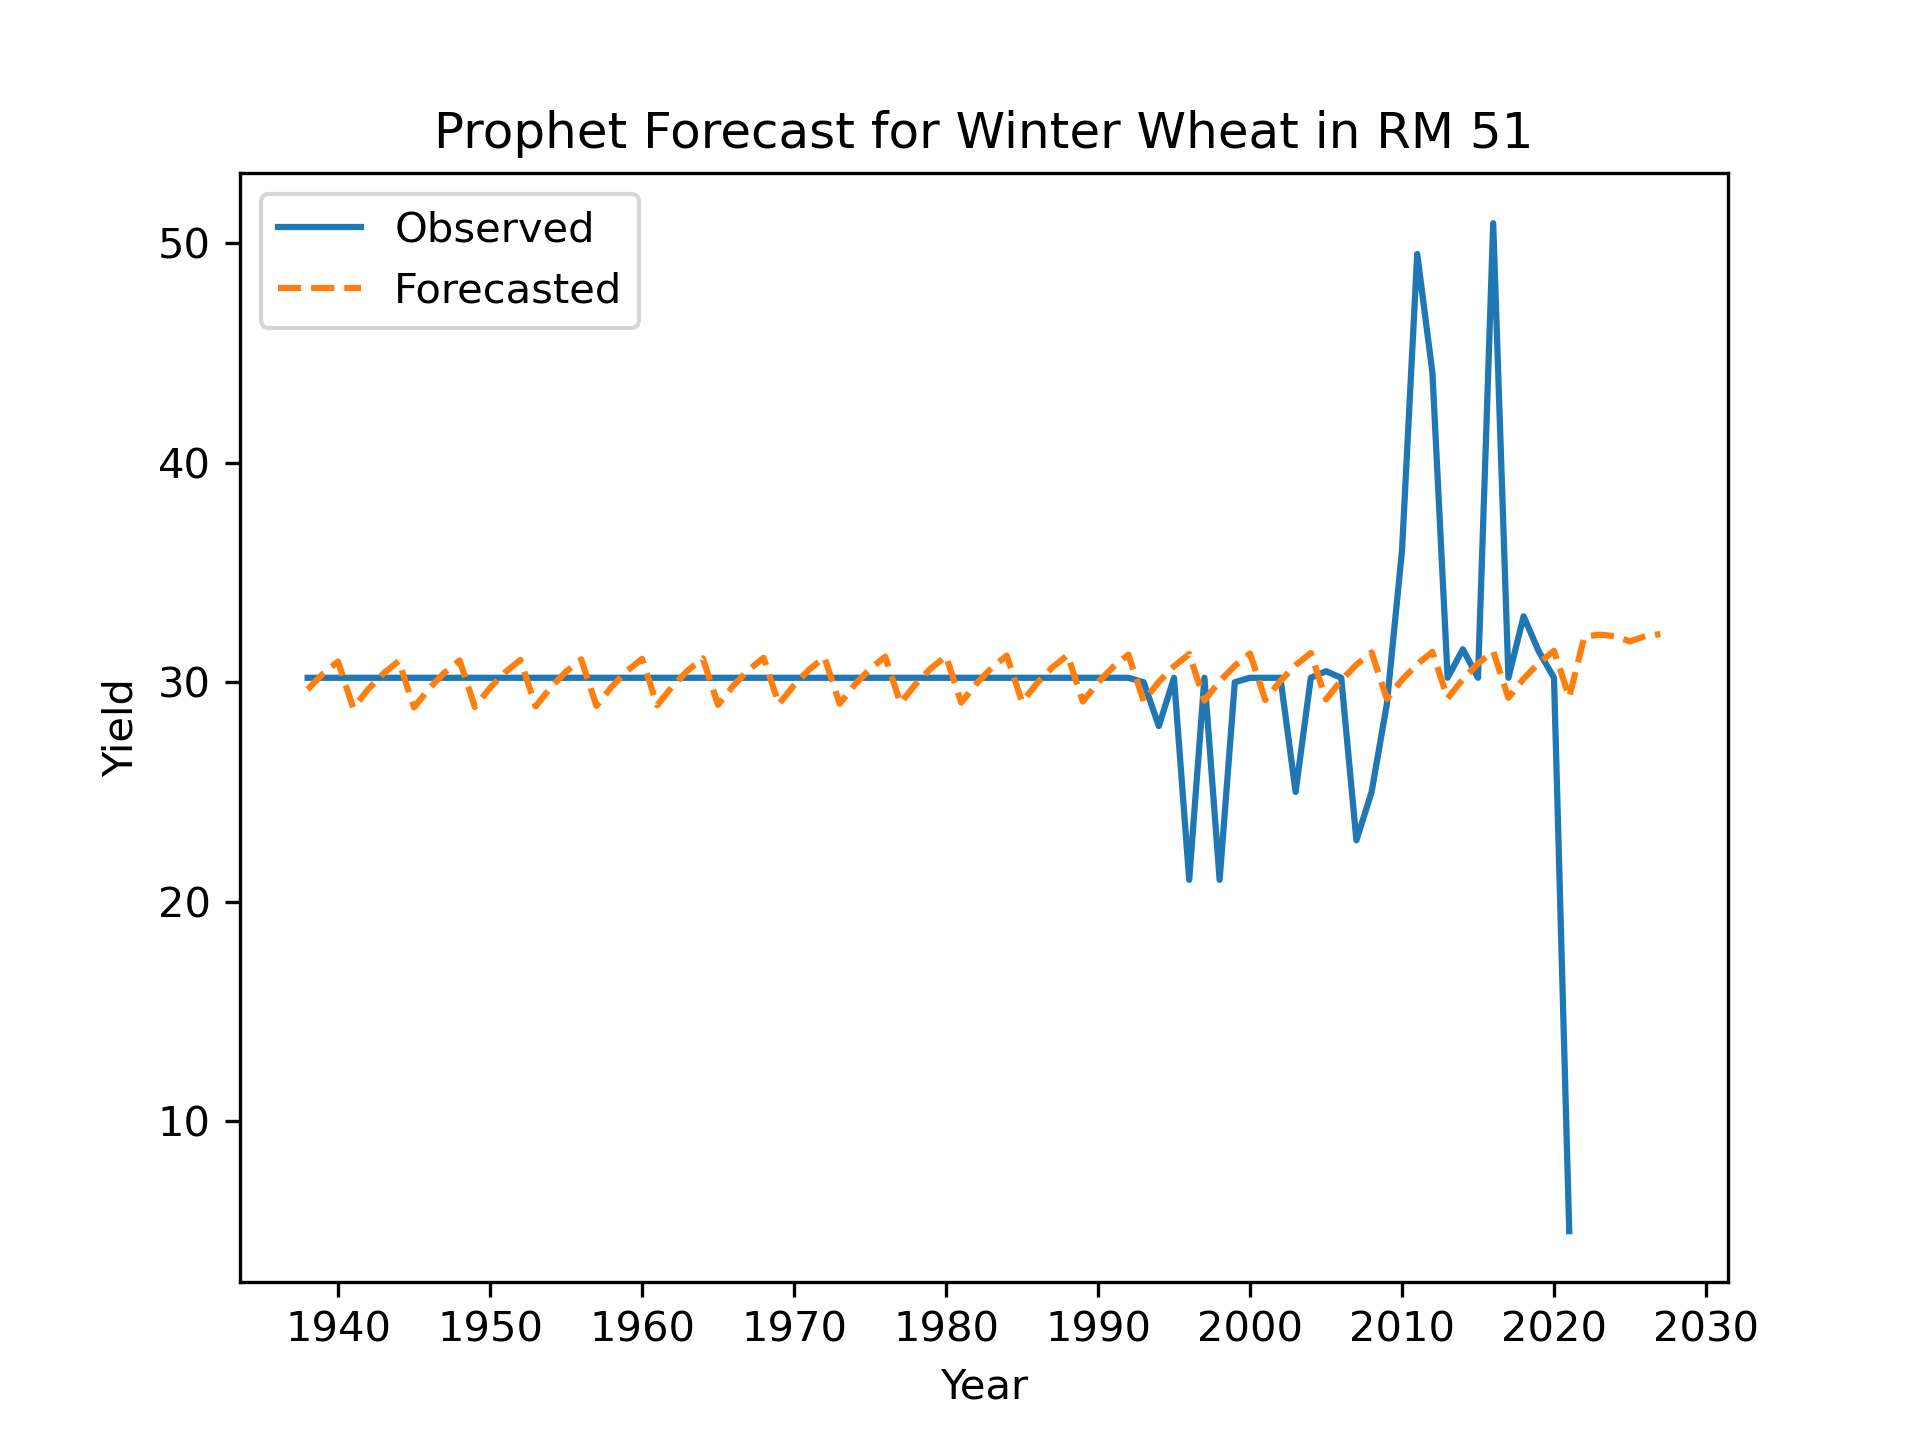 Prophet Forecast for Winter Wheat in RM 51
Observed
Forecasted
50
40
30
20
10
Yield
1940 1950 1960 1970 1980 1990 2000 2010 2020 2030
Year